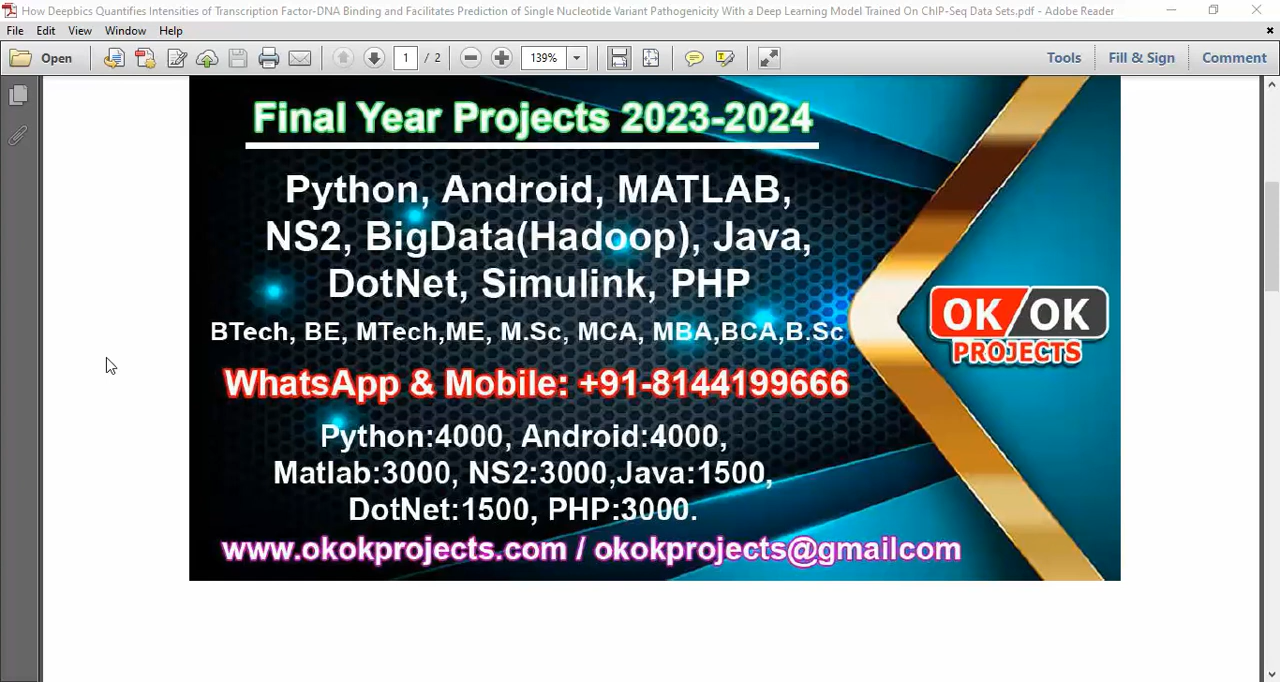 How Deepbics Quantifies Intensities of Transcription Factor-DNA Binding and Facilitates Prediction of Single Nucleotide Variant Pathogenicity With a Deep Learning Model Trained On ChIP-Seq Data Sets.pdf - Adobe Reader
File Edit View Window Help
Open 1 / 2 139% Tools Fill & Sign Comment
Final Year Projects 2023-2024
Python, Android, MATLAB,
NS2, BigData(Hadoop), Java,
DotNet, Simulink, PHP
BTech, BE, MTech,ME, M.Sc, MCA, MBA,BCA,B.Sc
OK/OK
PROJECTS
WhatsApp & Mobile: +91-8144199666
Python:4000, Android:4000,
Matlab:3000, NS2:3000,Java:1500,
DotNet:1500, PHP:3000.
www.okokprojects.com / okokprojects@gmailcom